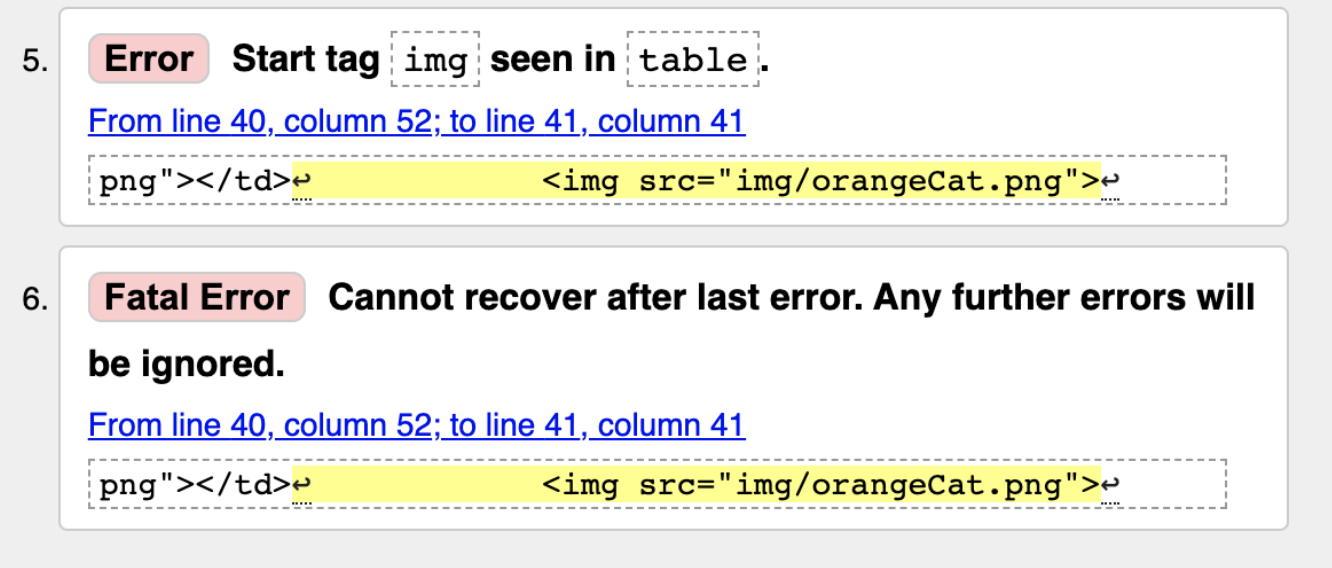 5. Error Start tag img seen in table.
From line 40, column 52; to line 41, column 41
png"></td>↩            <img src="img/orangeCat.png">↩
6. Fatal Error Cannot recover after last error. Any further errors will
be ignored.
From line 40, column 52; to line 41, column 41
png"></td>↩            <img src="img/orangeCat.png">↩